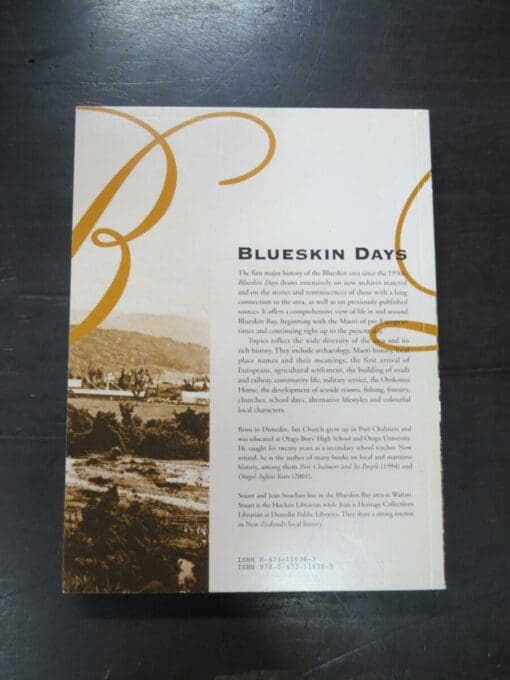 BLUESKIN DAYS
The first major history of the Blueskin area since the 1950s,
Blueskin Days draws extensively on new archives material
and on the stories and reminiscences of those with a long
connection to the area, as well as on previously published
sources. It offers a comprehensive view of life in and around
Blueskin Bay, beginning with the Maori of pre-European
times and continuing right up to the present day.
Topics reflect the wide diversity of the area and its
rich history. They include archaeology, Maori history, local
place names and their meanings, the first arrival of
Europeans, agricultural settlement, the building of roads
and railway, community life, military service, the Orokonui
Home, the development of seaside resorts, fishing, forestry,
churches, school days, alternative lifestyles and colourful
local characters.
Born in Dunedin, Ian Church grew up in Port Chalmers and
was educated at Otago Boys' High School and Otago University.
He taught for twenty years as a secondary school teacher. Now
retired, he is the author of many books on local and maritime
history, among them Port Chalmers and Its People (1994) and
Otago's Infant Years (2001).
Stuart and Jean Strachan live in the Blueskin Bay area at Waitati.
Stuart is the Hocken Librarian while Jean is Heritage Collections
Librarian at Dunedin Public Libraries. They share a strong interest
in New Zealand's local history.
ISBN 0-473-11638-3
ISBN 978-0-473-11638-5